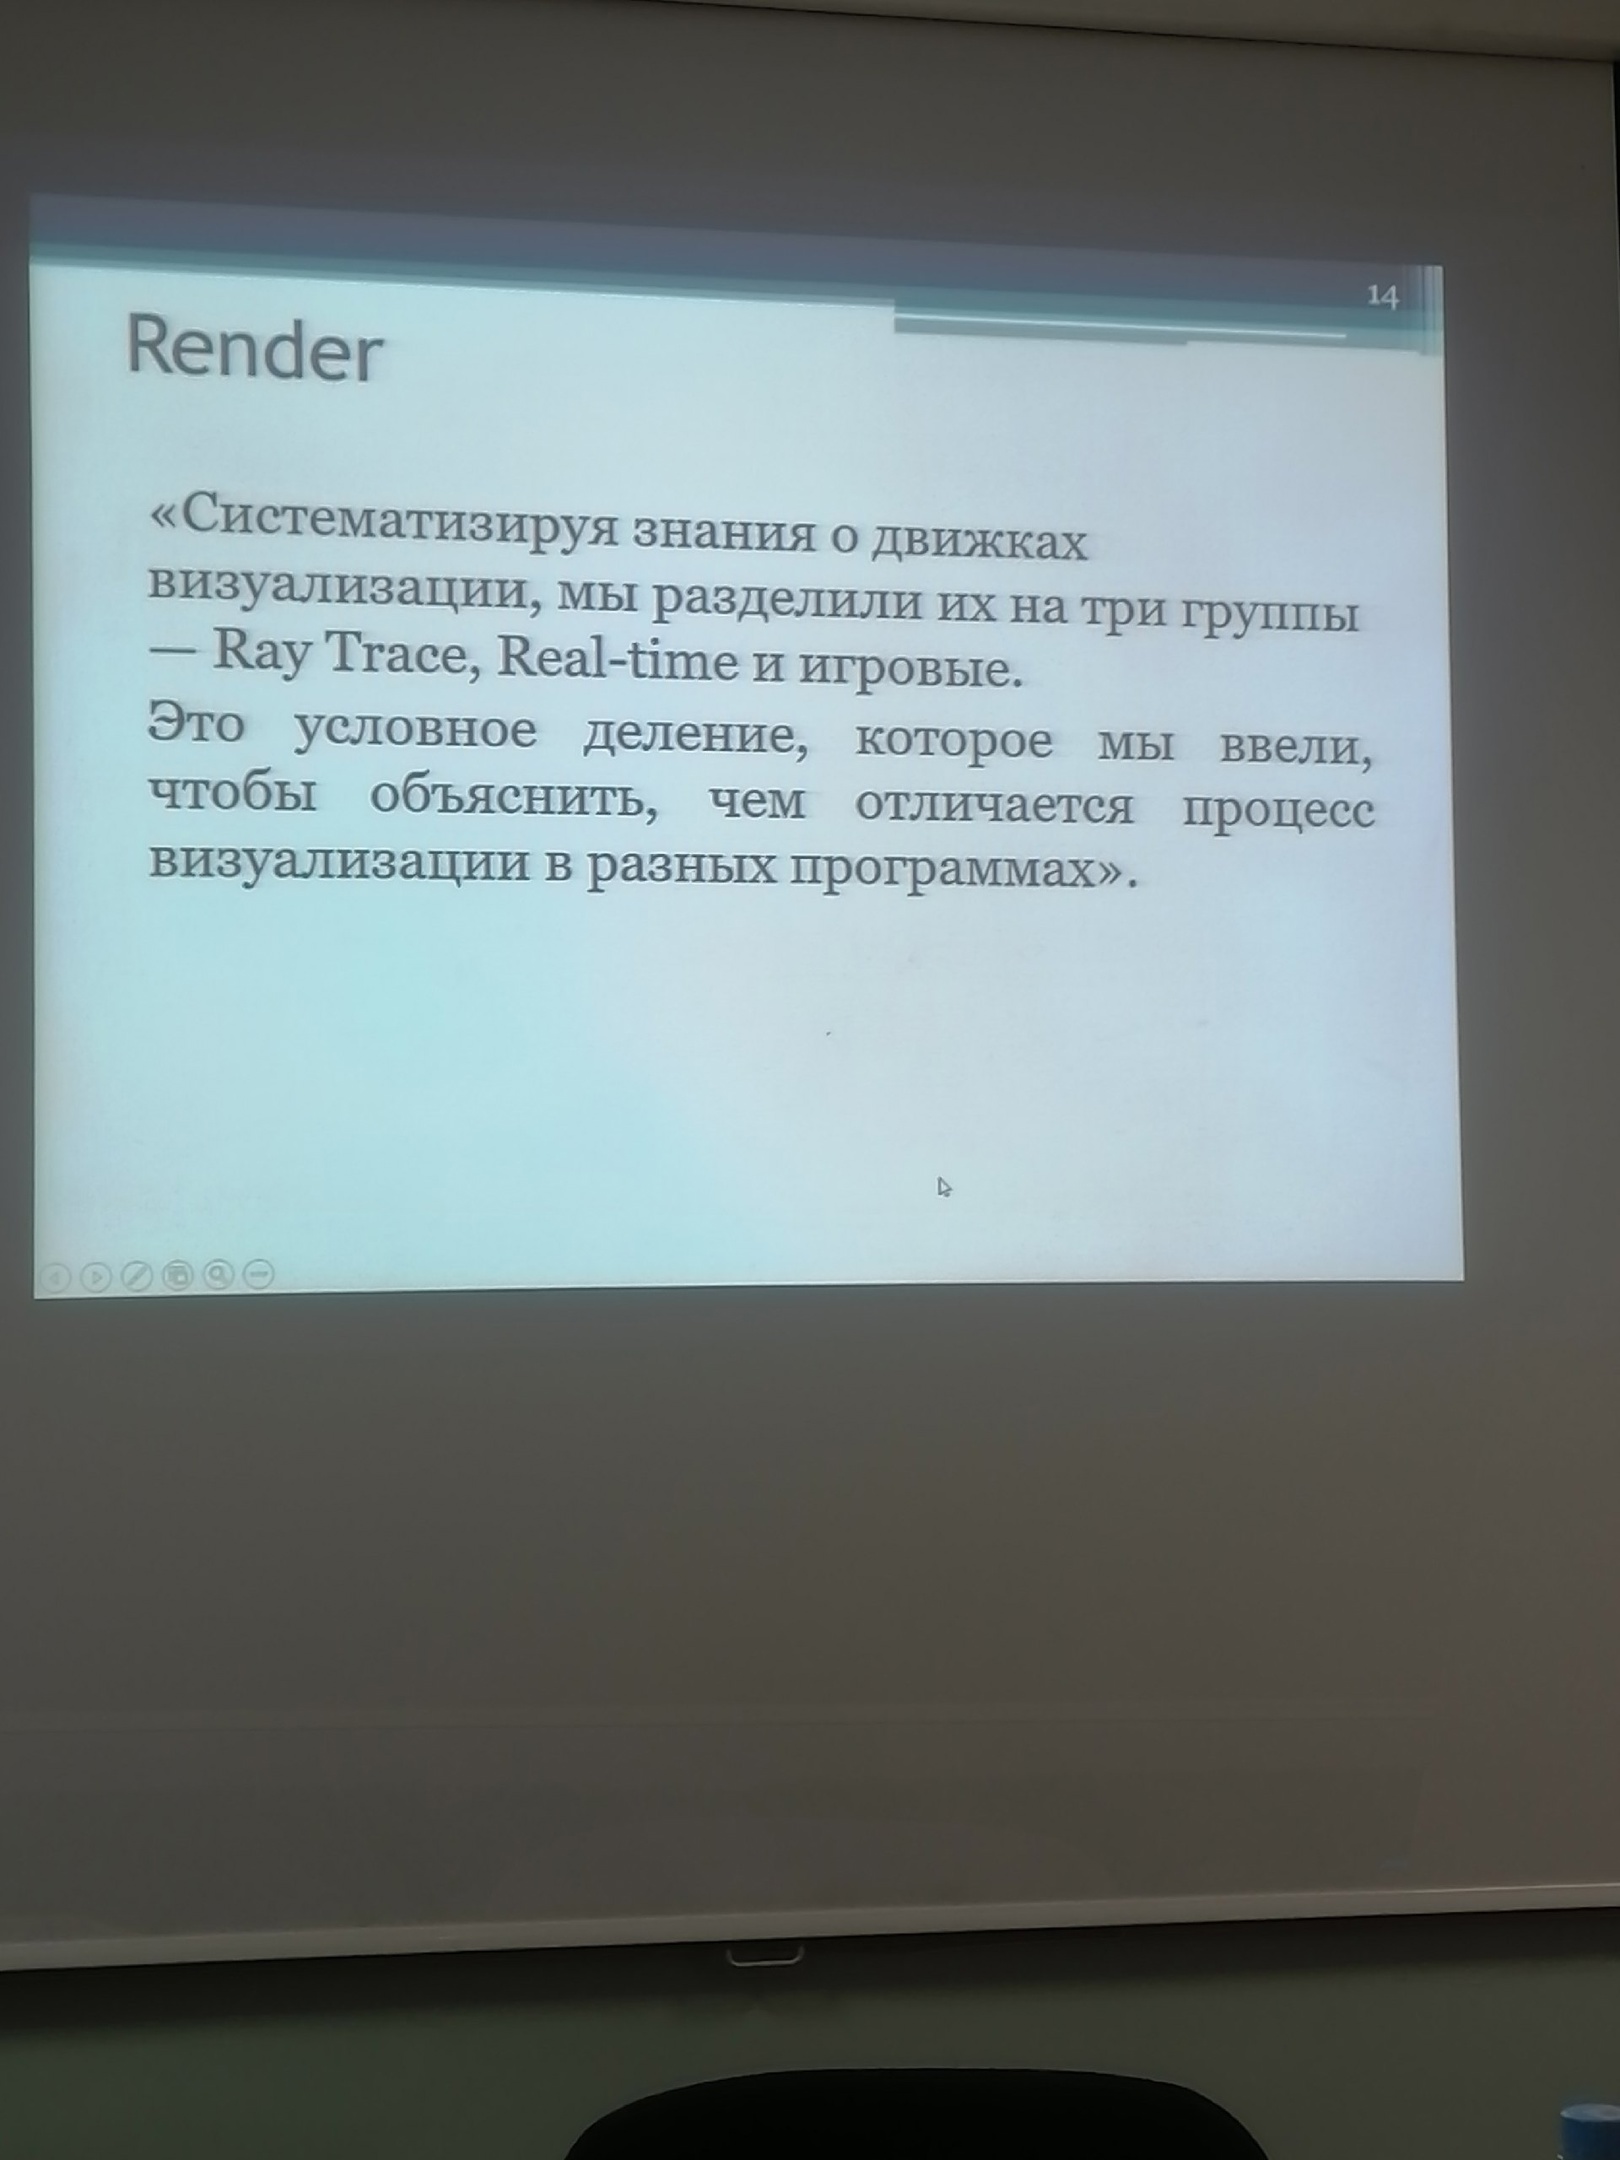 14
Render
«Систематизируя знания о движках
визуализации, мы разделили их на три группы
— Ray Trace, Real-time и игровые.
Это условное деление, которое мы ввели,
чтобы объяснить, чем отличается процесс
визуализации в разных программах».